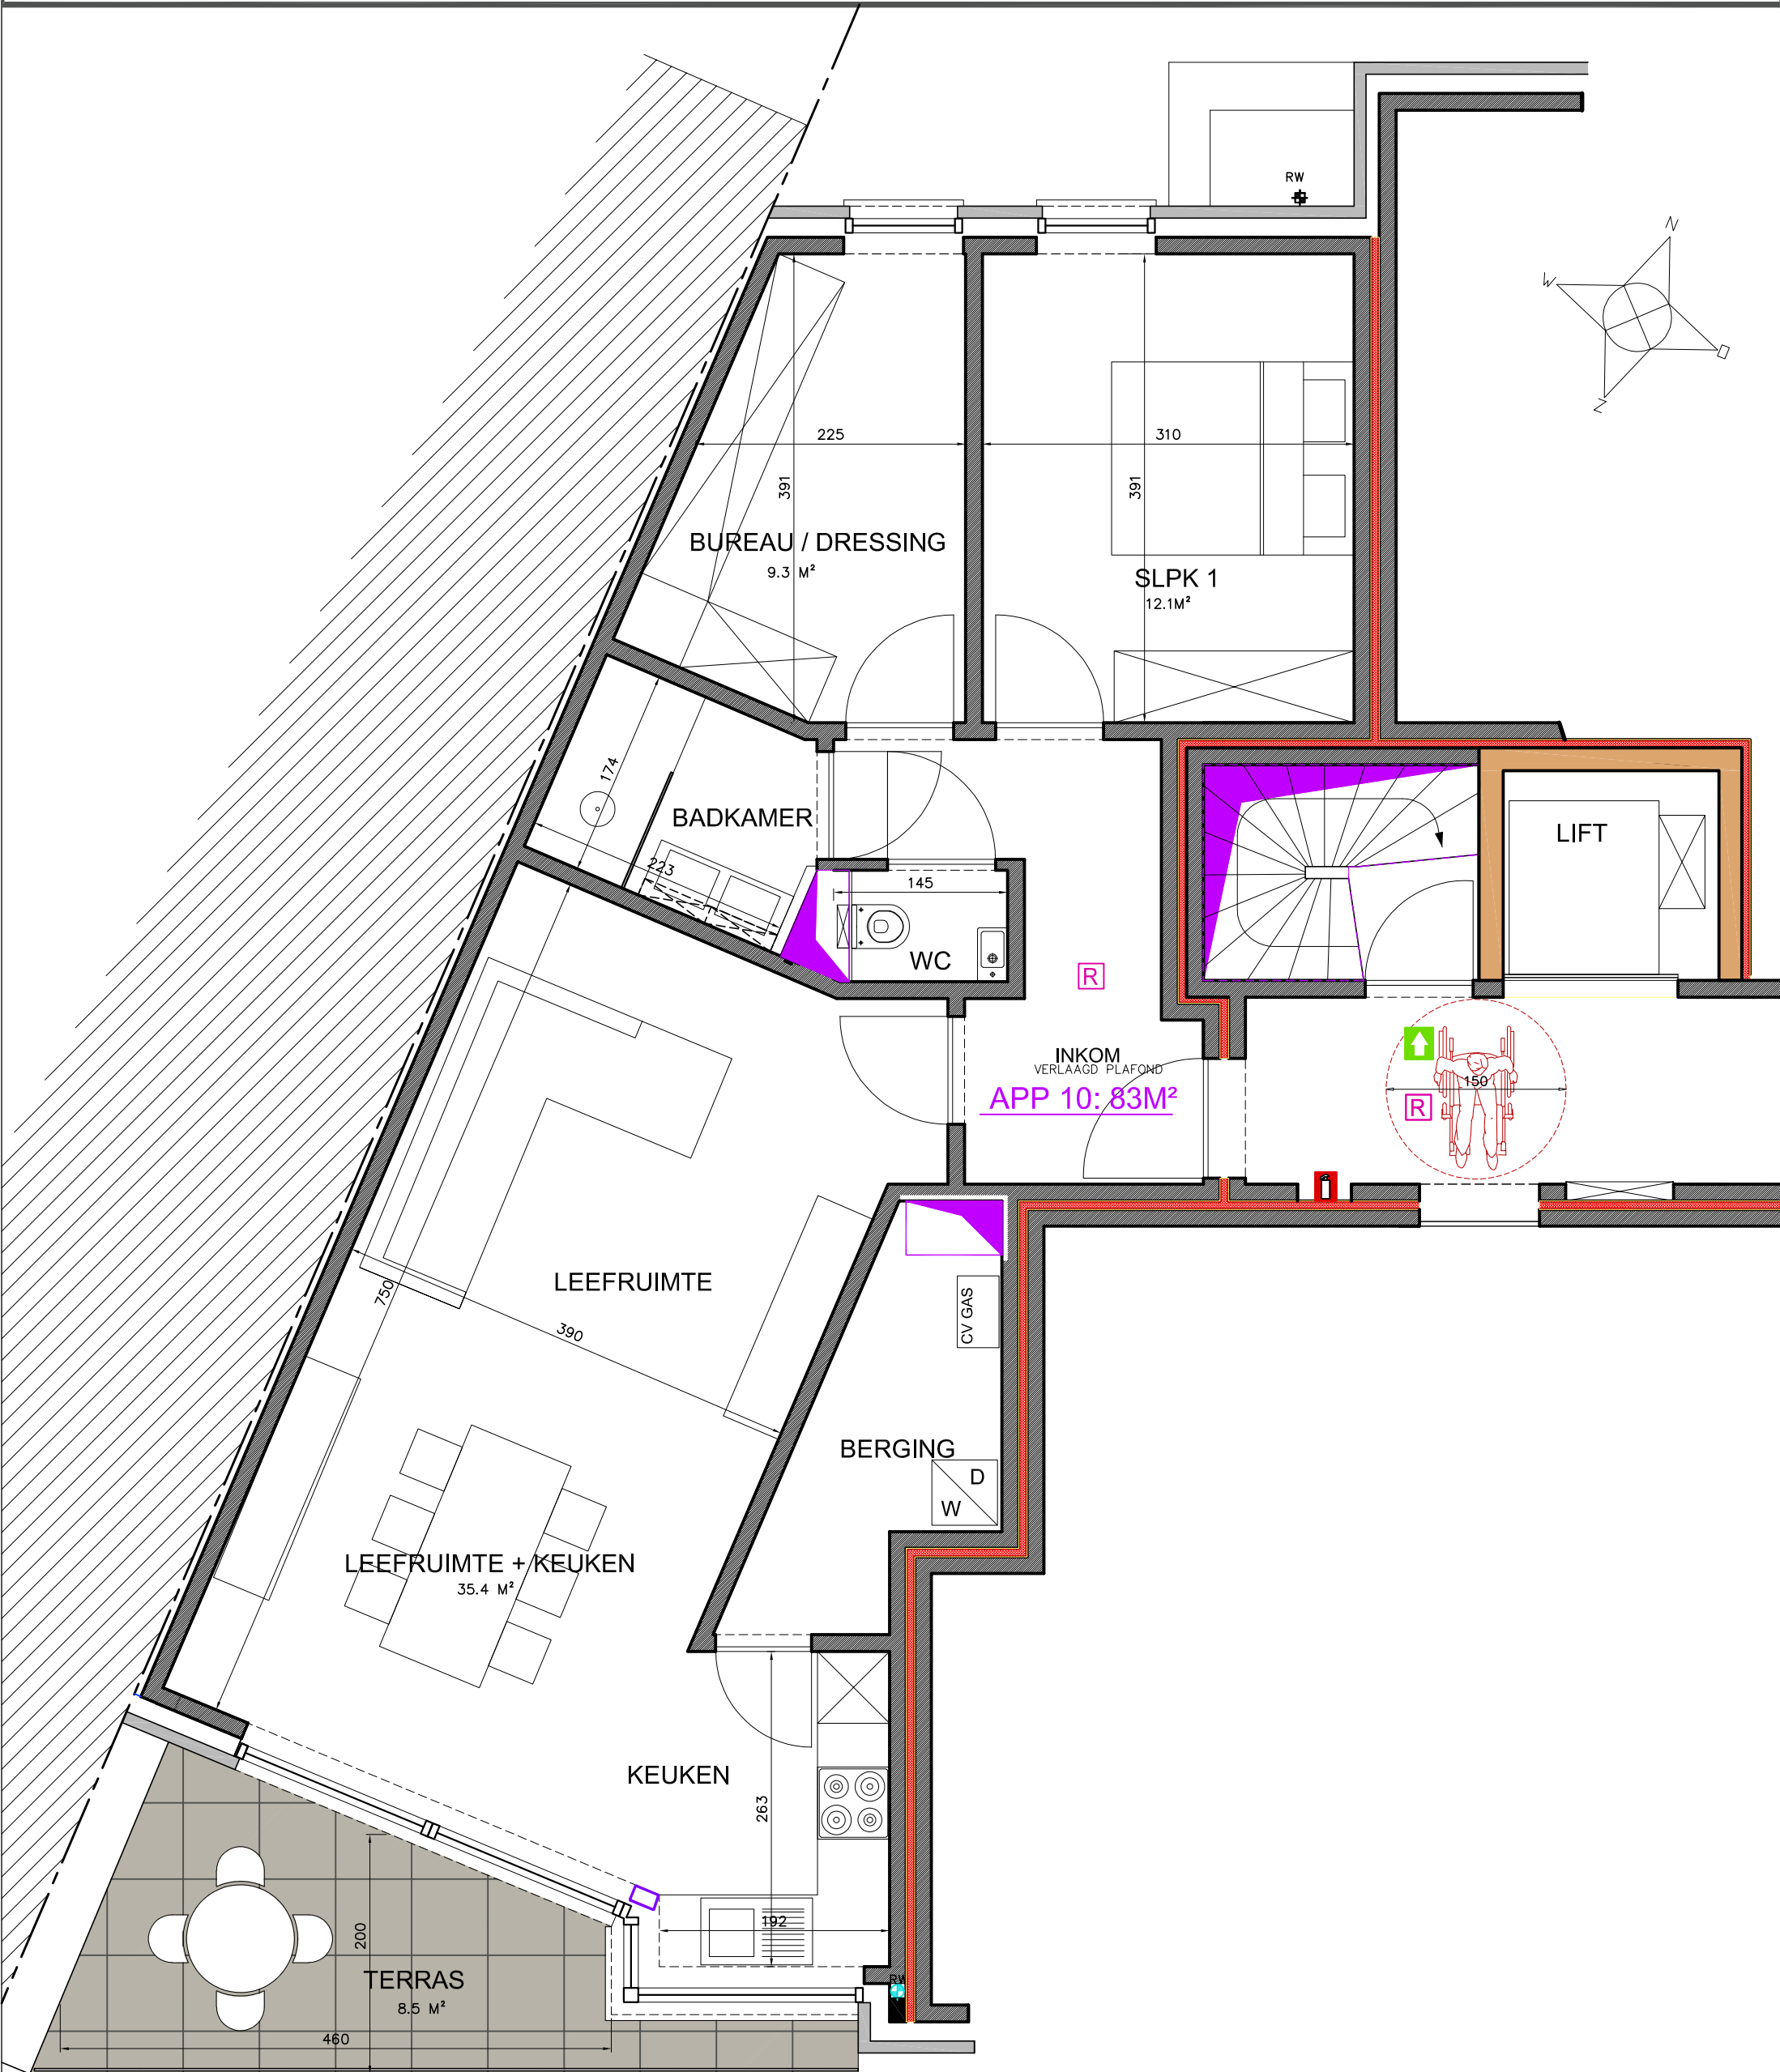 RW
N
W
Z
225
310
391
391
BUREAU / DRESSING
9.3 M²
SLPK 1
12.1M²
174
BADKAMER
223
145
WC
LIFT
R
INKOM
VERLAAGD PLAFOND
APP 10: 83M²
150
R
LEEFRUIMTE
750
390
CV GAS
BERGING
D
W
LEEFRUIMTE + KEUKEN
35.4 M²
KEUKEN
263
192
200
TERRAS
8.5 M²
460
RW